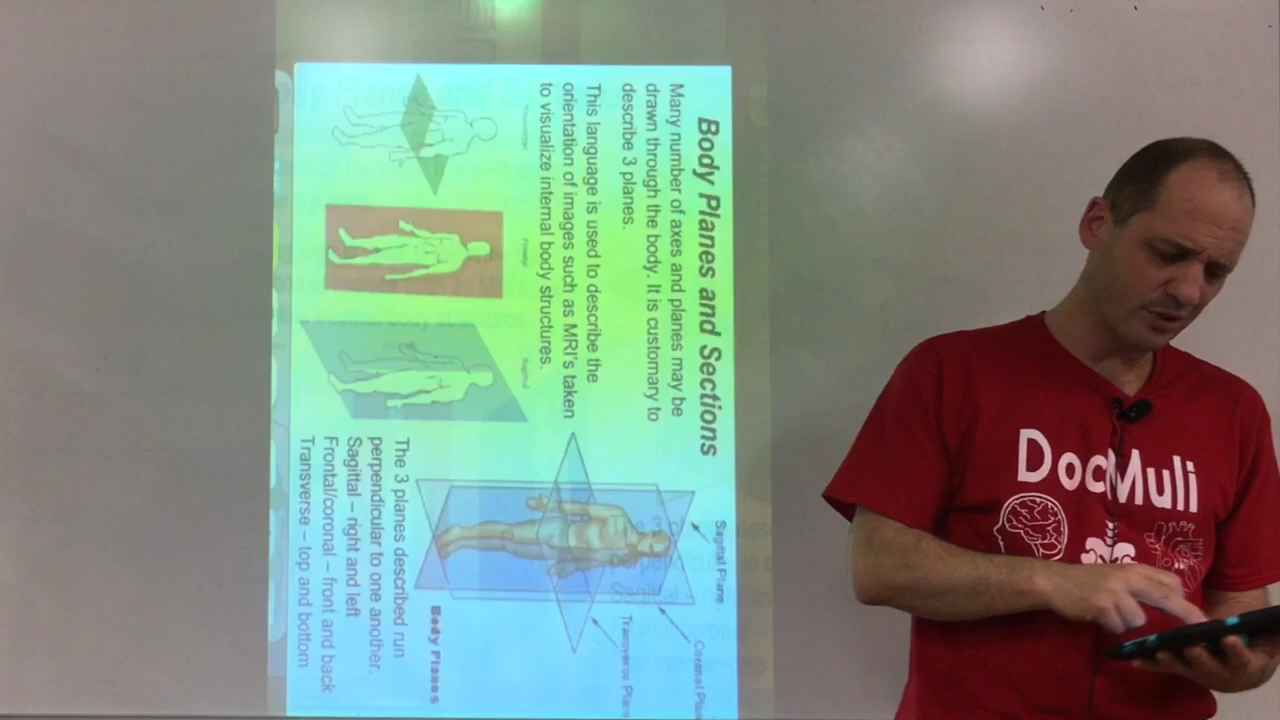 Body Planes and Sections
Many number of axes and planes may be
drawn through the body. It is customary to
describe 3 planes.
This language is used to describe the
orientation of images such as MRI's taken
to visualize internal body structures.
Transverse
Frontal
Sagittal
Sagittal Plane
Coronal
Transverse Plane
Body Planes
The 3 planes described run
perpendicular to one another.
Sagittal – right and left
Frontal/coronal – front and back
Transverse – top and bottom
DocMuli